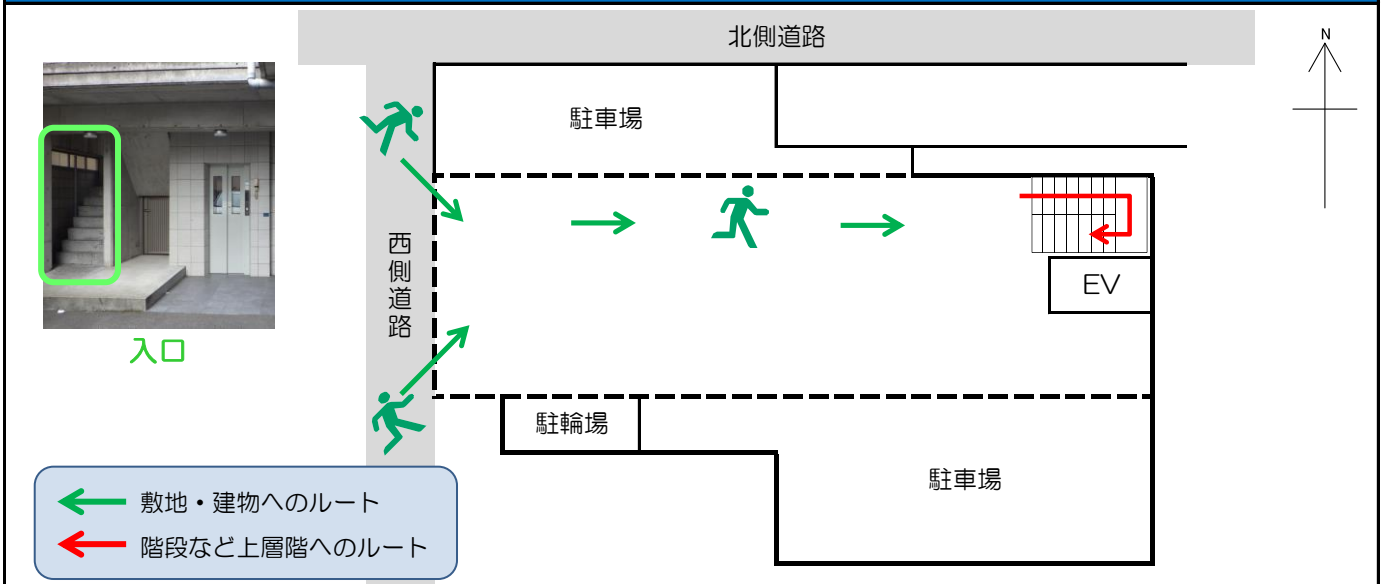 北側道路
N
駐車場
西側道路
EV
入口
駐輪場
駐車場
敷地・建物へのルート
階段など上層階へのルート